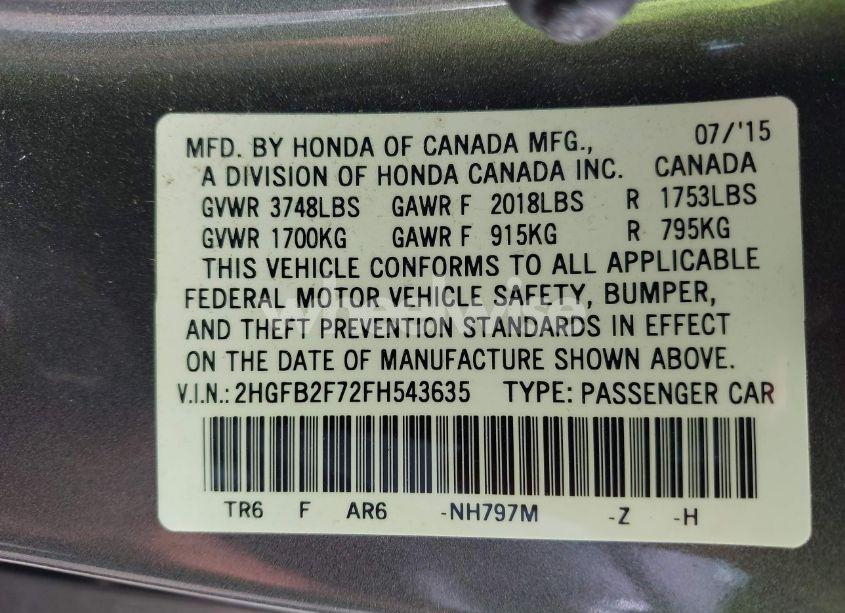 MFD. BY HONDA OF CANADA MFG., 07/'15
A DIVISION OF HONDA CANADA INC. CANADA
GVWR 3748LBS GAWR F 2018LBS R 1753LBS
GVWR 1700KG GAWR F 915KG R 795KG
THIS VEHICLE CONFORMS TO ALL APPLICABLE
FEDERAL MOTOR VEHICLE SAFETY, BUMPER,
AND THEFT PREVENTION STANDARDS IN EFFECT
ON THE DATE OF MANUFACTURE SHOWN ABOVE.
V.I.N.: 2HGFB2F72FH543635 TYPE: PASSENGER CAR
TR6 F AR6 -NH797M -Z -H
wheelwise